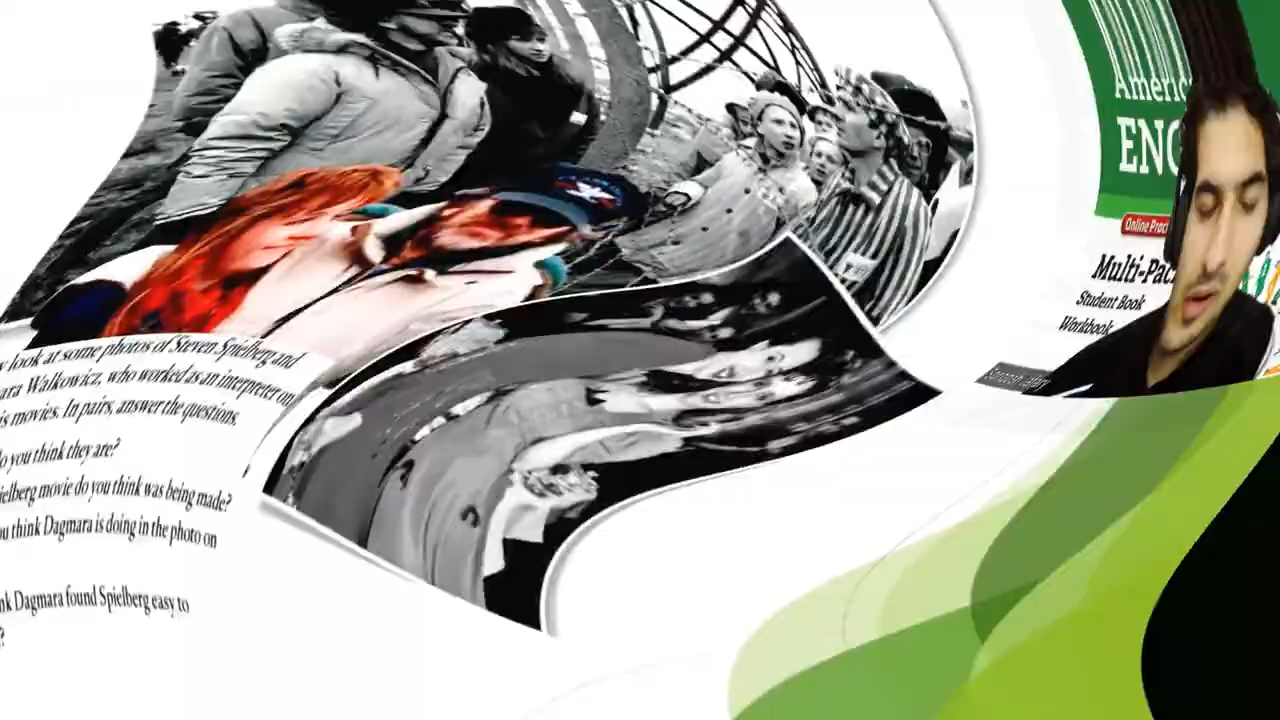 look at some photos of Steven Spielberg and
ara Walkowicz, who worked as an interpreter on
is movies. In pairs, answer the questions.
do you think they are?
ielberg movie do you think was being made?
ou think Dagmara is doing in the photo on
nk Dagmara found Spielberg easy to
?
Americ
ENG
Online Prac
Multi-Pac
Student Book
Workbook